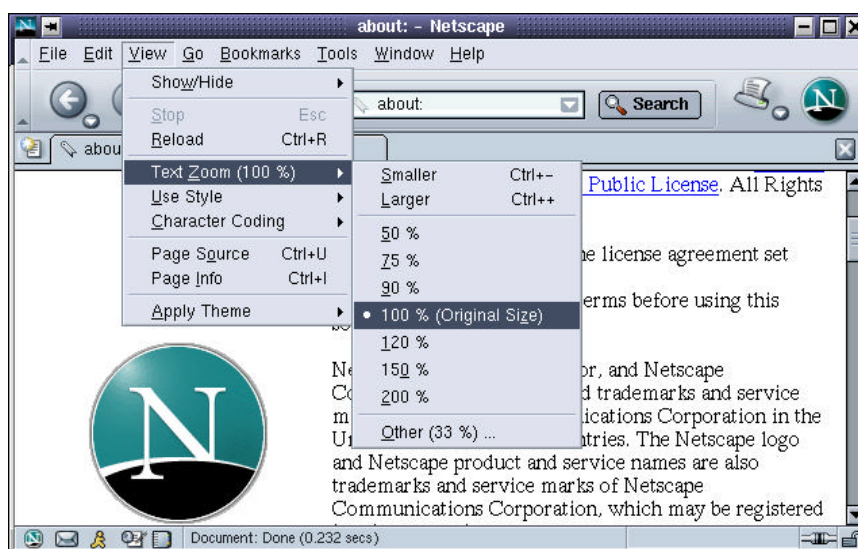 about: – Netscape
File Edit View Go Bookmarks Tools Window Help
about: Search
abou
Show/Hide
Stop Esc
Reload Ctrl+R
Text Zoom (100 %)
Use Style
Character Coding
Page Source Ctrl+U
Page Info Ctrl+I
Apply Theme
Smaller Ctrl+-
Larger Ctrl++
50 %
75 %
90 %
100 % (Original Size)
120 %
150 %
200 %
Other (33 %) ...
Public License. All Rights
license agreement set
erms before using this
or, and Netscape
d trademarks and service
ications Corporation in the
tries. The Netscape logo
and Netscape product and service names are also
trademarks and service marks of Netscape
Communications Corporation, which may be registered
N
Document: Done (0.232 secs)